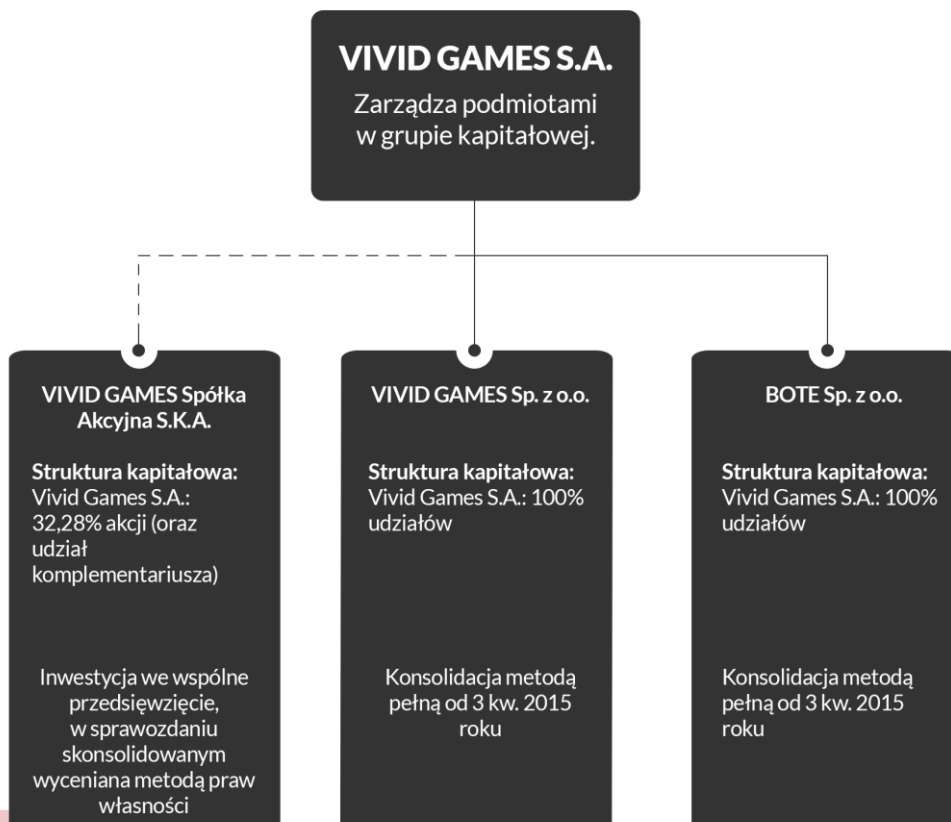 VIVID GAMES S.A.
Zarządza podmiotami
w grupie kapitałowej.
VIVID GAMES Spółka
Akcyjna S.K.A.
Struktura kapitałowa:
Vivid Games S.A.:
32,28% akcji (oraz
udział
komplementariusza)
Inwestycja we wspólne
przedsięwzięcie,
w sprawozdaniu
skonsolidowanym
wyceniana metodą praw
własności
VIVID GAMES Sp. z o.o.
Struktura kapitałowa:
Vivid Games S.A.: 100%
udziałów
Konsolidacja metodą
pełną od 3 kw. 2015
roku
BOTE Sp. z o.o.
Struktura kapitałowa:
Vivid Games S.A.: 100%
udziałów
Konsolidacja metodą
pełną od 3 kw. 2015
roku